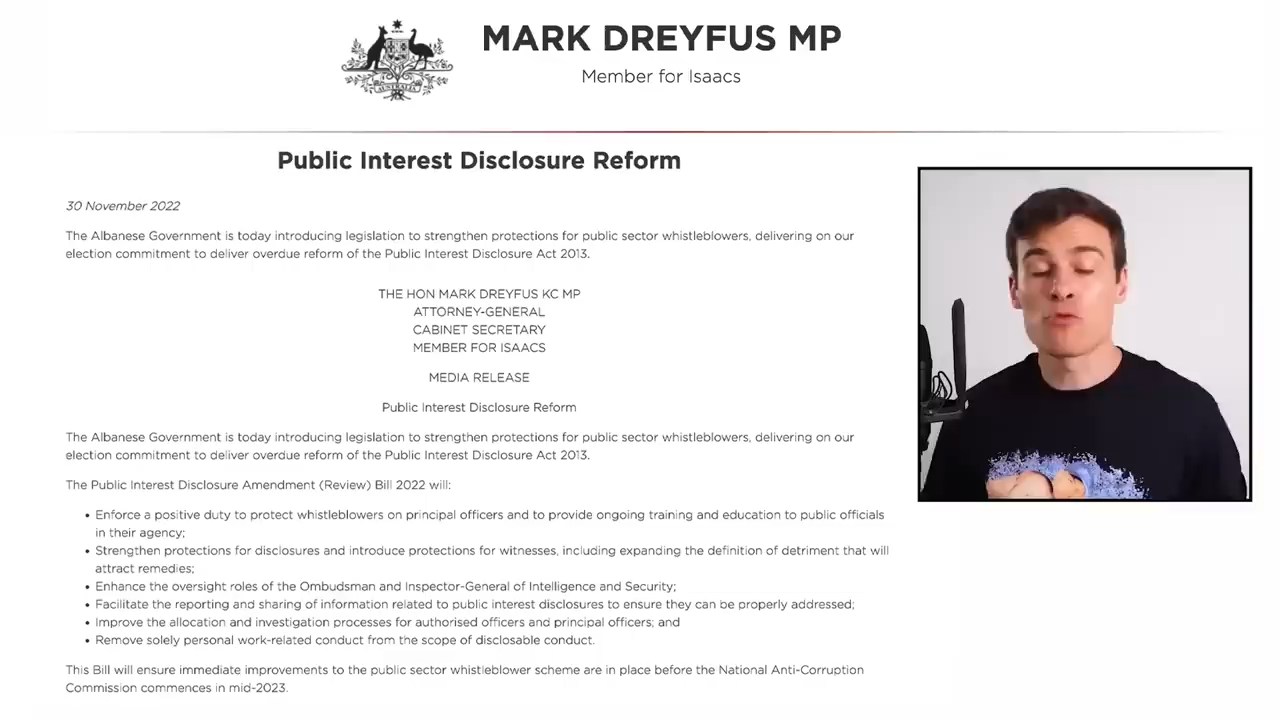 MARK DREYFUS MP
Member for Isaacs
AUSTRALIA
Public Interest Disclosure Reform
30 November 2022
The Albanese Government is today introducing legislation to strengthen protections for public sector whistleblowers, delivering on our
election commitment to deliver overdue reform of the Public Interest Disclosure Act 2013.
THE HON MARK DREYFUS KC MP
ATTORNEY-GENERAL
CABINET SECRETARY
MEMBER FOR ISAACS
MEDIA RELEASE
Public Interest Disclosure Reform
The Albanese Government is today introducing legislation to strengthen protections for public sector whistleblowers, delivering on our
election commitment to deliver overdue reform of the Public Interest Disclosure Act 2013.
The Public Interest Disclosure Amendment (Review) Bill 2022 will:
• Enforce a positive duty to protect whistleblowers on principal officers and to provide ongoing training and education to public officials
in their agency;
• Strengthen protections for disclosures and introduce protections for witnesses, including expanding the definition of detriment that will
attract remedies;
• Enhance the oversight roles of the Ombudsman and Inspector-General of Intelligence and Security;
• Facilitate the reporting and sharing of information related to public interest disclosures to ensure they can be properly addressed;
• Improve the allocation and investigation processes for authorised officers and principal officers; and
• Remove solely personal work-related conduct from the scope of disclosable conduct.
This Bill will ensure immediate improvements to the public sector whistleblower scheme are in place before the National Anti-Corruption
Commission commences in mid-2023.